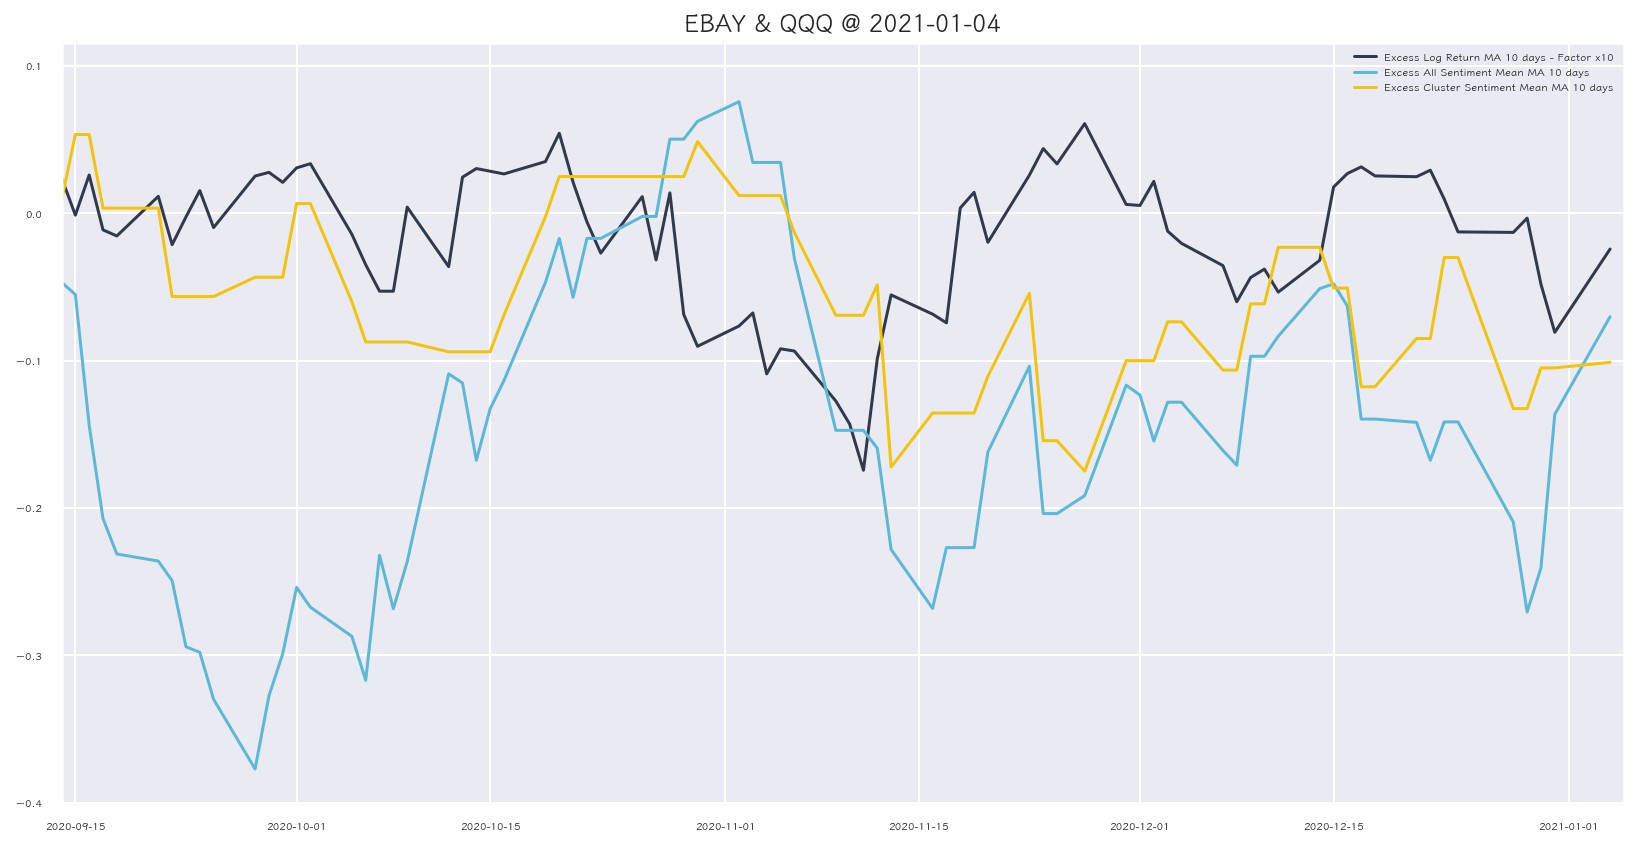 EBAY & QQQ @ 2021-01-04
Excess Log Return MA 10 days - Factor x10
Excess All Sentiment Mean MA 10 days
Excess Cluster Sentiment Mean MA 10 days
0.1
0.0
−0.1
−0.2
−0.3
−0.4
2020-09-15 2020-10-01 2020-10-15 2020-11-01 2020-11-15 2020-12-01 2020-12-15 2021-01-01